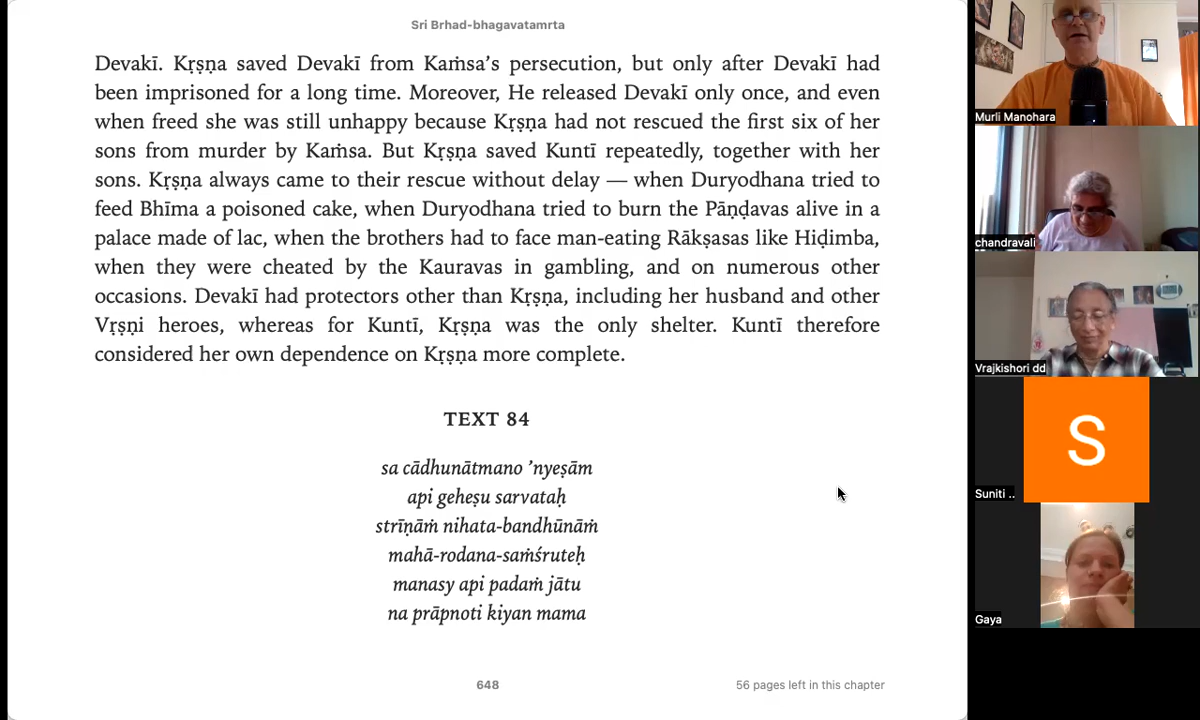 Sri Brhad-bhagavatamrta
Devakī. Kṛṣṇa saved Devakī from Kaṁsa’s persecution, but only after Devakī had
been imprisoned for a long time. Moreover, He released Devakī only once, and even
when freed she was still unhappy because Kṛṣṇa had not rescued the first six of her
sons from murder by Kaṁsa. But Kṛṣṇa saved Kuntī repeatedly, together with her
sons. Kṛṣṇa always came to their rescue without delay — when Duryodhana tried to
feed Bhīma a poisoned cake, when Duryodhana tried to burn the Pāṇḍavas alive in a
palace made of lac, when the brothers had to face man-eating Rākṣasas like Hiḍimba,
when they were cheated by the Kauravas in gambling, and on numerous other
occasions. Devakī had protectors other than Kṛṣṇa, including her husband and other
Vṛṣṇi heroes, whereas for Kuntī, Kṛṣṇa was the only shelter. Kuntī therefore
considered her own dependence on Kṛṣṇa more complete.
TEXT 84
sa cādhunātmano ’nyeṣām
api geheṣu sarvataḥ
strīṇāṁ nihata-bandhūnāṁ
mahā-rodana-saṁśruteḥ
manasy api padaṁ jātu
na prāpnoti kiyan mama
648
56 pages left in this chapter
Murli Manohara
chandravali
Vrajkishori dd
S
Suniti ..
Gaya